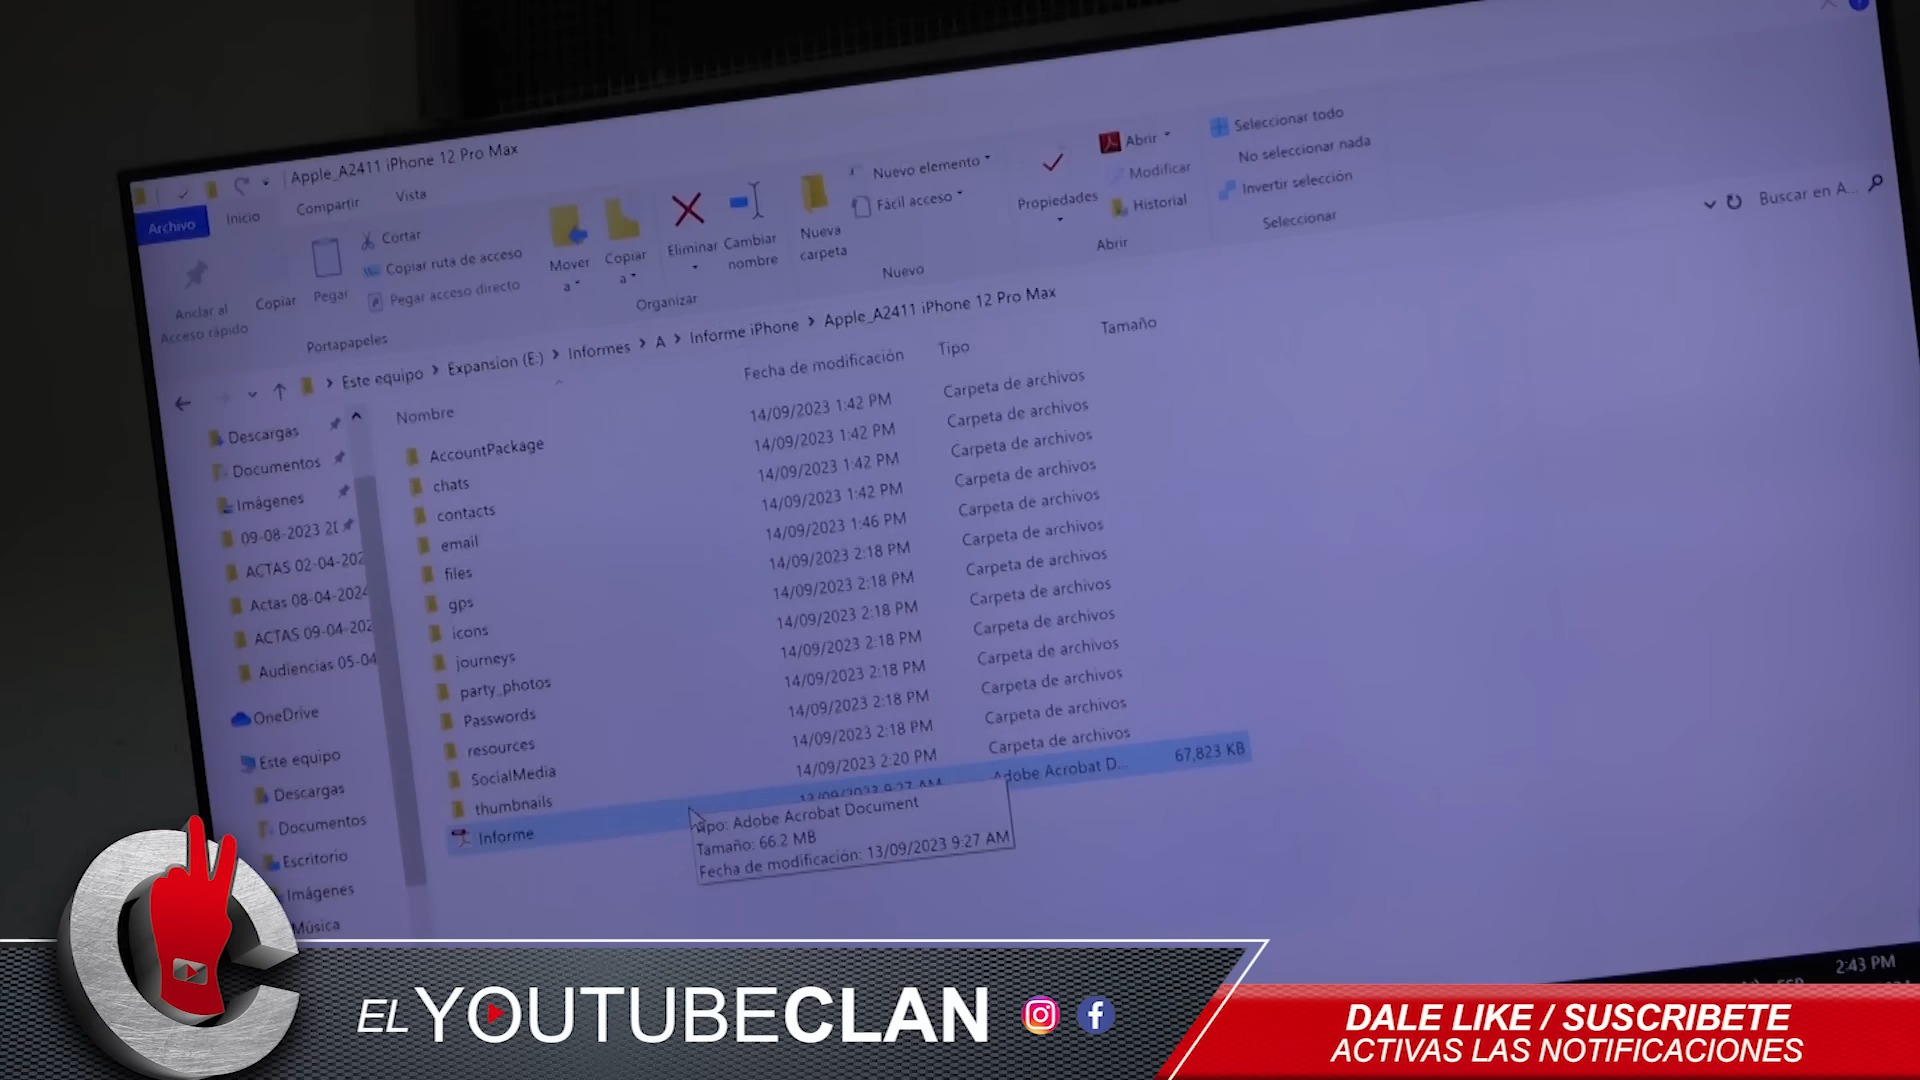 Apple_A2411 iPhone 12 Pro Max
Archivo
Inicio
Compartir
Vista
Anclar al
Acceso rápido
Copiar
Pegar
Cortar
Copiar ruta de acceso
Pegar acceso directo
Portapapeles
Mover
a
Copiar
a
Eliminar
Cambiar
nombre
Organizar
Nueva
carpeta
Nuevo elemento
Fácil acceso
Nuevo
Propiedades
Abrir
Modificar
Historial
Abrir
Seleccionar todo
No seleccionar nada
Invertir selección
Seleccionar
Este equipo > Expansion (E:) > Informes > A > Informe iPhone > Apple_A2411 iPhone 12 Pro Max
Buscar en A...
Descargas
Documentos
Imágenes
09-08-2023
ACTAS 02-04-202
Actas 08-04-2024
ACTAS 09-04-202
Audiencias 05-04
OneDrive
Este equipo
Descargas
Documentos
Escritorio
Imágenes
Música
Nombre Fecha de modificación Tipo Tamaño
AccountPackage 14/09/2023 1:42 PM Carpeta de archivos
chats 14/09/2023 1:42 PM Carpeta de archivos
contacts 14/09/2023 1:42 PM Carpeta de archivos
email 14/09/2023 1:42 PM Carpeta de archivos
files 14/09/2023 1:46 PM Carpeta de archivos
gps 14/09/2023 2:18 PM Carpeta de archivos
icons 14/09/2023 2:18 PM Carpeta de archivos
journeys 14/09/2023 2:18 PM Carpeta de archivos
party_photos 14/09/2023 2:18 PM Carpeta de archivos
Passwords 14/09/2023 2:18 PM Carpeta de archivos
resources 14/09/2023 2:18 PM Carpeta de archivos
SocialMedia 14/09/2023 2:18 PM Carpeta de archivos
thumbnails 14/09/2023 2:20 PM Carpeta de archivos
Informe 13/09/2023 9:27 AM Adobe Acrobat D... 67,823 KB
Tipo: Adobe Acrobat Document
Tamaño: 66.2 MB
Fecha de modificación: 13/09/2023 9:27 AM
2:43 PM
EL YOUTUBECLAN
DALE LIKE / SUSCRIBETE
ACTIVAS LAS NOTIFICACIONES